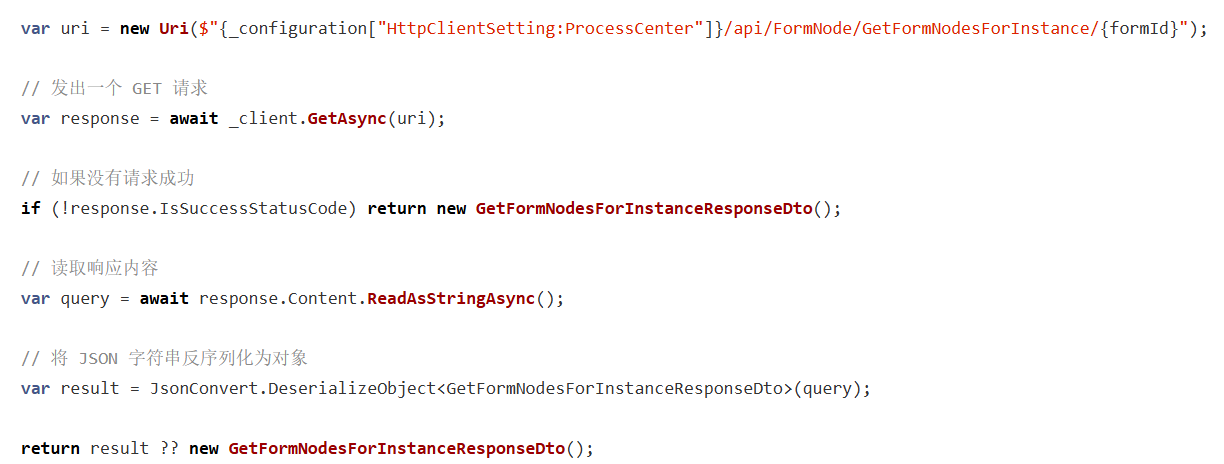 var uri = new Uri($"{_configuration["HttpClientSetting:ProcessCenter"]}/api/FormNode/GetFormNodesForInstance/{formId}");
// 发出一个 GET 请求
var response = await _client.GetAsync(uri);
// 如果没有请求成功
if (!response.IsSuccessStatusCode) return new GetFormNodesForInstanceResponseDto();
// 读取响应内容
var query = await response.Content.ReadAsStringAsync();
// 将 JSON 字符串反序列化为对象
var result = JsonConvert.DeserializeObject<GetFormNodesForInstanceResponseDto>(query);
return result ?? new GetFormNodesForInstanceResponseDto();